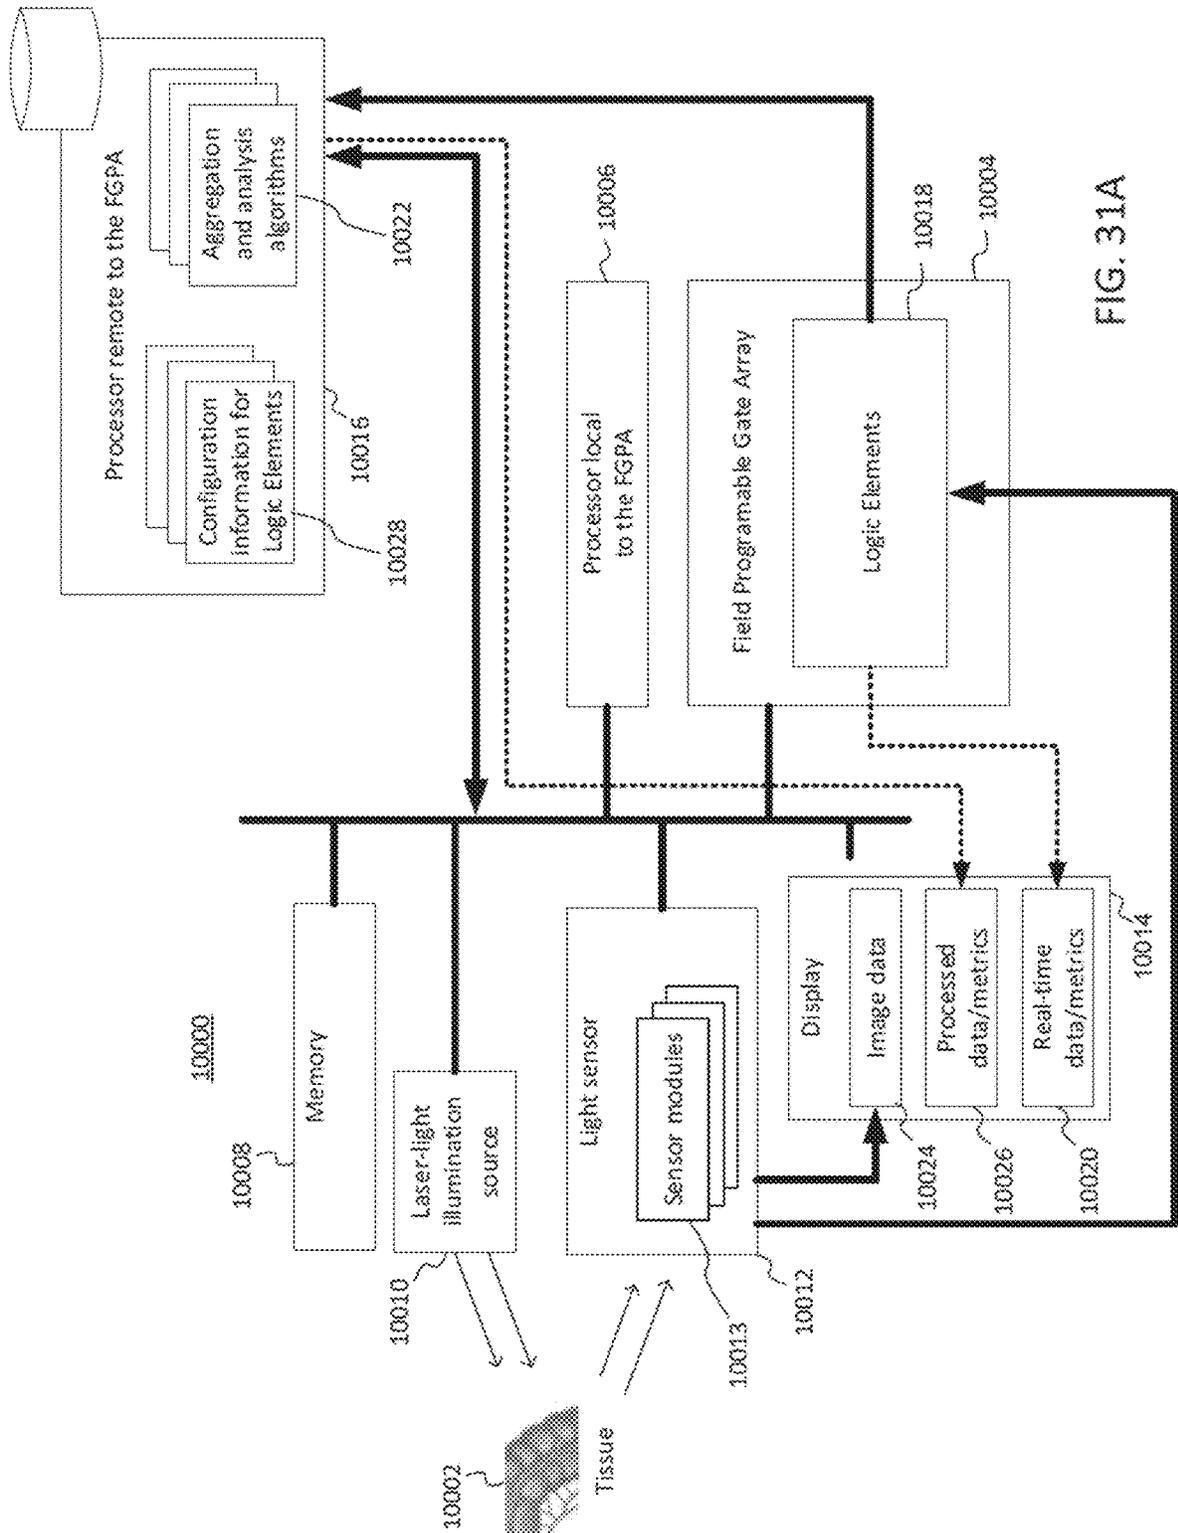 10000
Memory
10008
Laser-light
illumination
source
10010
10002
Tissue
Light sensor
Sensor modules
10013
10012
Display
Image data
Processed
data/metrics
Real-time
data/metrics
10024
10026
10020
10014
Processor remote to the FGPA
Configuration
information for
Logic Elements
Aggregation
and analysis
algorithms
10028
10016
10022
Processor local
to the FGPA
10006
Field Programable Gate Array
Logic Elements
10018
10004
FIG. 31A